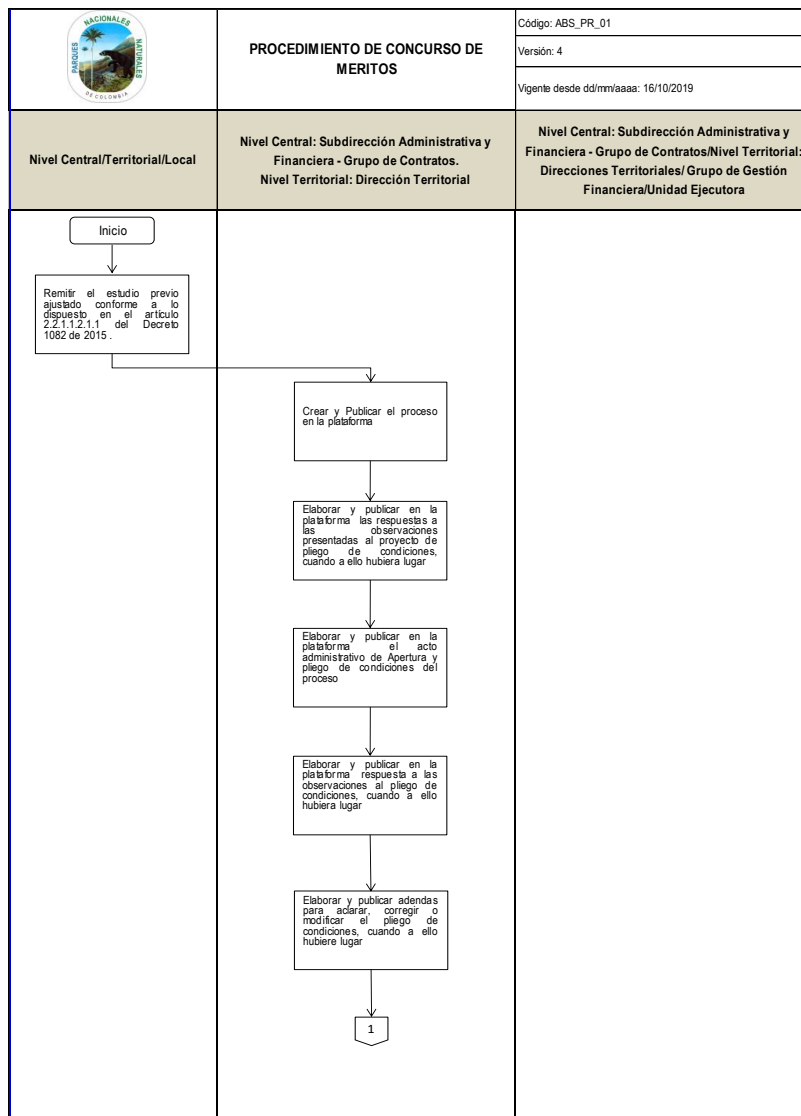 NACIONALES
PARQUES
NATURALES
DE COLOMBIA
PROCEDIMIENTO DE CONCURSO DE
MERITOS
Código: ABS_PR_01
Versión: 4
Vigente desde dd/mm/aaaa: 16/10/2019
Nivel Central/Territorial/Local
Nivel Central: Subdirección Administrativa y
Financiera - Grupo de Contratos.
Nivel Territorial: Dirección Territorial
Nivel Central: Subdirección Administrativa y
Financiera - Grupo de Contratos/Nivel Territorial:
Direcciones Territoriales/ Grupo de Gestión
Financiera/Unidad Ejecutora
Inicio
Remitir el estudio previo
ajustado conforme a lo
dispuesto en el artículo
2.2.1.1.2.1.1 del Decreto
1082 de 2015 .
Crear y Publicar el proceso
en la plataforma
Elaborar y publicar en la
plataforma las respuestas a
las observaciones
presentadas al proyecto de
pliego de condiciones,
cuando a ello hubiera lugar
Elaborar y publicar en la
plataforma el acto
administrativo de Apertura y
pliego de condiciones del
proceso
Elaborar y publicar en la
plataforma respuesta a las
observaciones al pliego de
condiciones, cuando a ello
hubiera lugar
Elaborar y publicar adendas
para aclarar, corregir o
modificar el pliego de
condiciones, cuando a ello
hubiere lugar
1